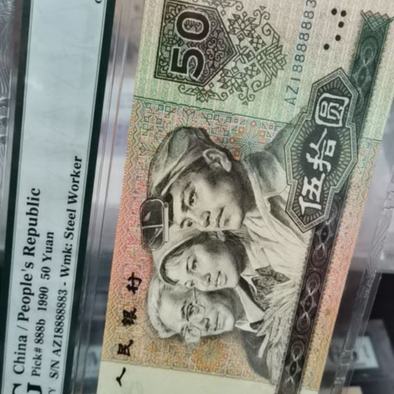 China / People's Republic
Pick# 888b 1990 50 Yuan
S/N AZ18888883 - Wmk: Steel Worker
50
AZ18888883
伍拾圆
人民银行